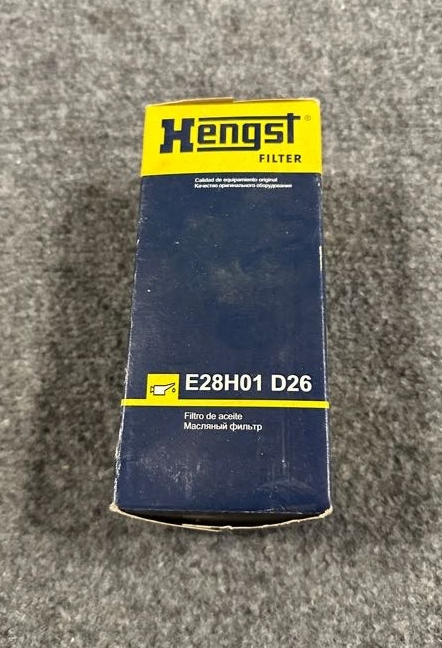 Hengst®
FILTER
Calidad de equipamiento original
Качество оригинального оборудования
E28H01 D26
Filtro de aceite
Масляный фильтр